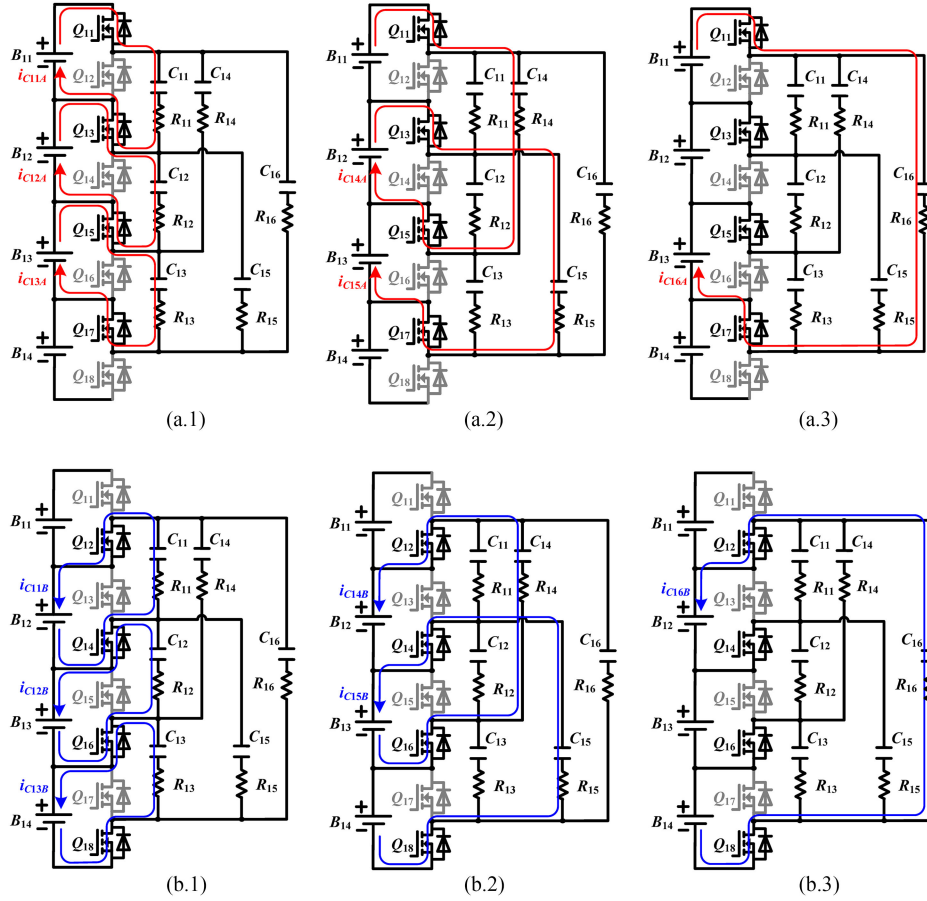 Q11
B11
iC11A
Q12
C11
C14
R11
R14
Q13
B12
iC12A
Q14
C12
C16
R12
R16
Q15
B13
iC13A
Q16
C13
C15
R13
R15
Q17
B14
Q18
(a.1)
Q11
B11
Q12
C11
C14
R11
R14
Q13
B12
iC14A
Q14
C12
C16
R12
R16
Q15
B13
iC15A
Q16
C13
C15
R13
R15
Q17
B14
Q18
(a.2)
Q11
B11
Q12
C11
C14
R11
R14
Q13
B12
Q14
C12
C16
R12
R16
Q15
B13
iC16A
Q16
C13
C15
R13
R15
Q17
B14
Q18
(a.3)
Q11
B11
Q12
C11
C14
iC11B
R11
R14
Q13
B12
Q14
C12
C16
iC12B
R12
R16
Q15
B13
Q16
C13
C15
iC13B
R13
R15
Q17
B14
Q18
(b.1)
Q11
B11
Q12
C11
C14
iC14B
R11
R14
Q13
B12
Q14
C12
C16
iC15B
R12
R16
Q15
B13
Q16
C13
C15
R13
R15
Q17
B14
Q18
(b.2)
Q11
B11
Q12
C11
C14
iC16B
R11
R14
Q13
B12
Q14
C12
C16
R12
R16
Q15
B13
Q16
C13
C15
R13
R15
Q17
B14
Q18
(b.3)